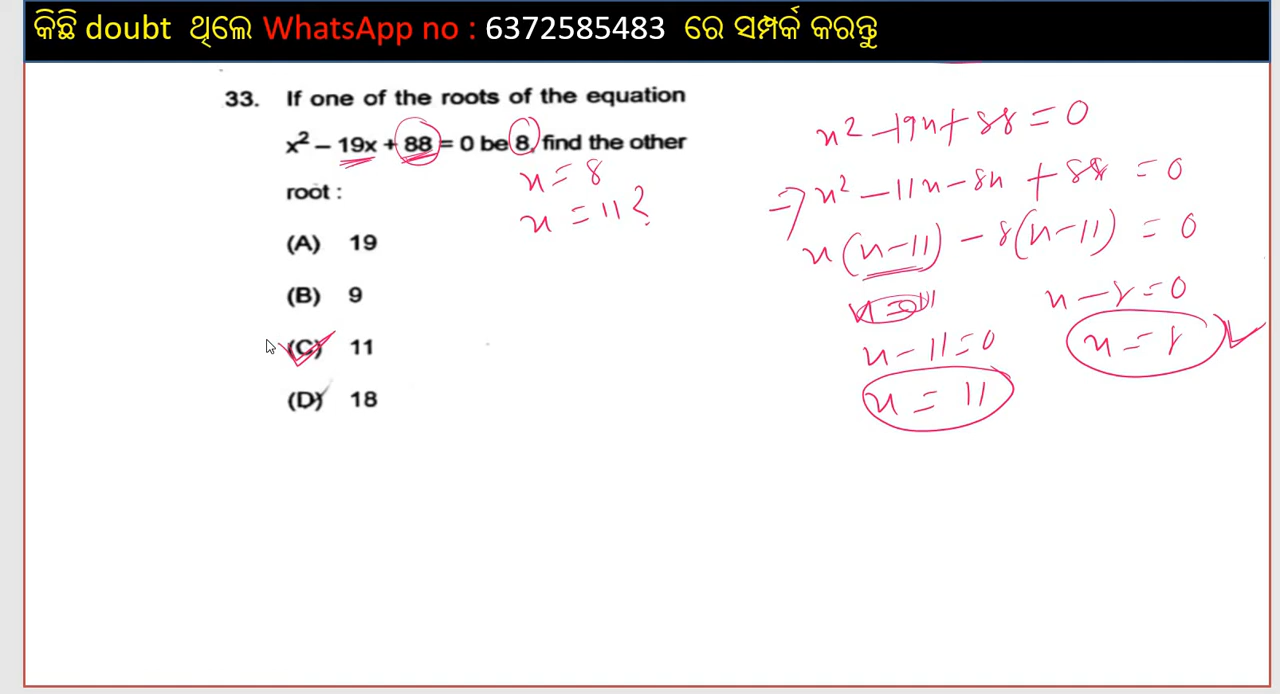 କିଛି doubt ଥିଲେ WhatsApp no : 6372585483 ରେ ସମ୍ପର୍କ କରନ୍ତୁ
33. If one of the roots of the equation
x² – 19x + 88 = 0 be 8, find the other
root :
(A) 19
(B) 9
(C) 11
(D) 18
x = 8
x = 11 ?
x² – 19x + 88 = 0
⇒ x² – 11x – 8x + 88 = 0
x (x – 11) – 8 (x – 11) = 0
x – 11 = 0
x = 11
x – 8 = 0
x = 8